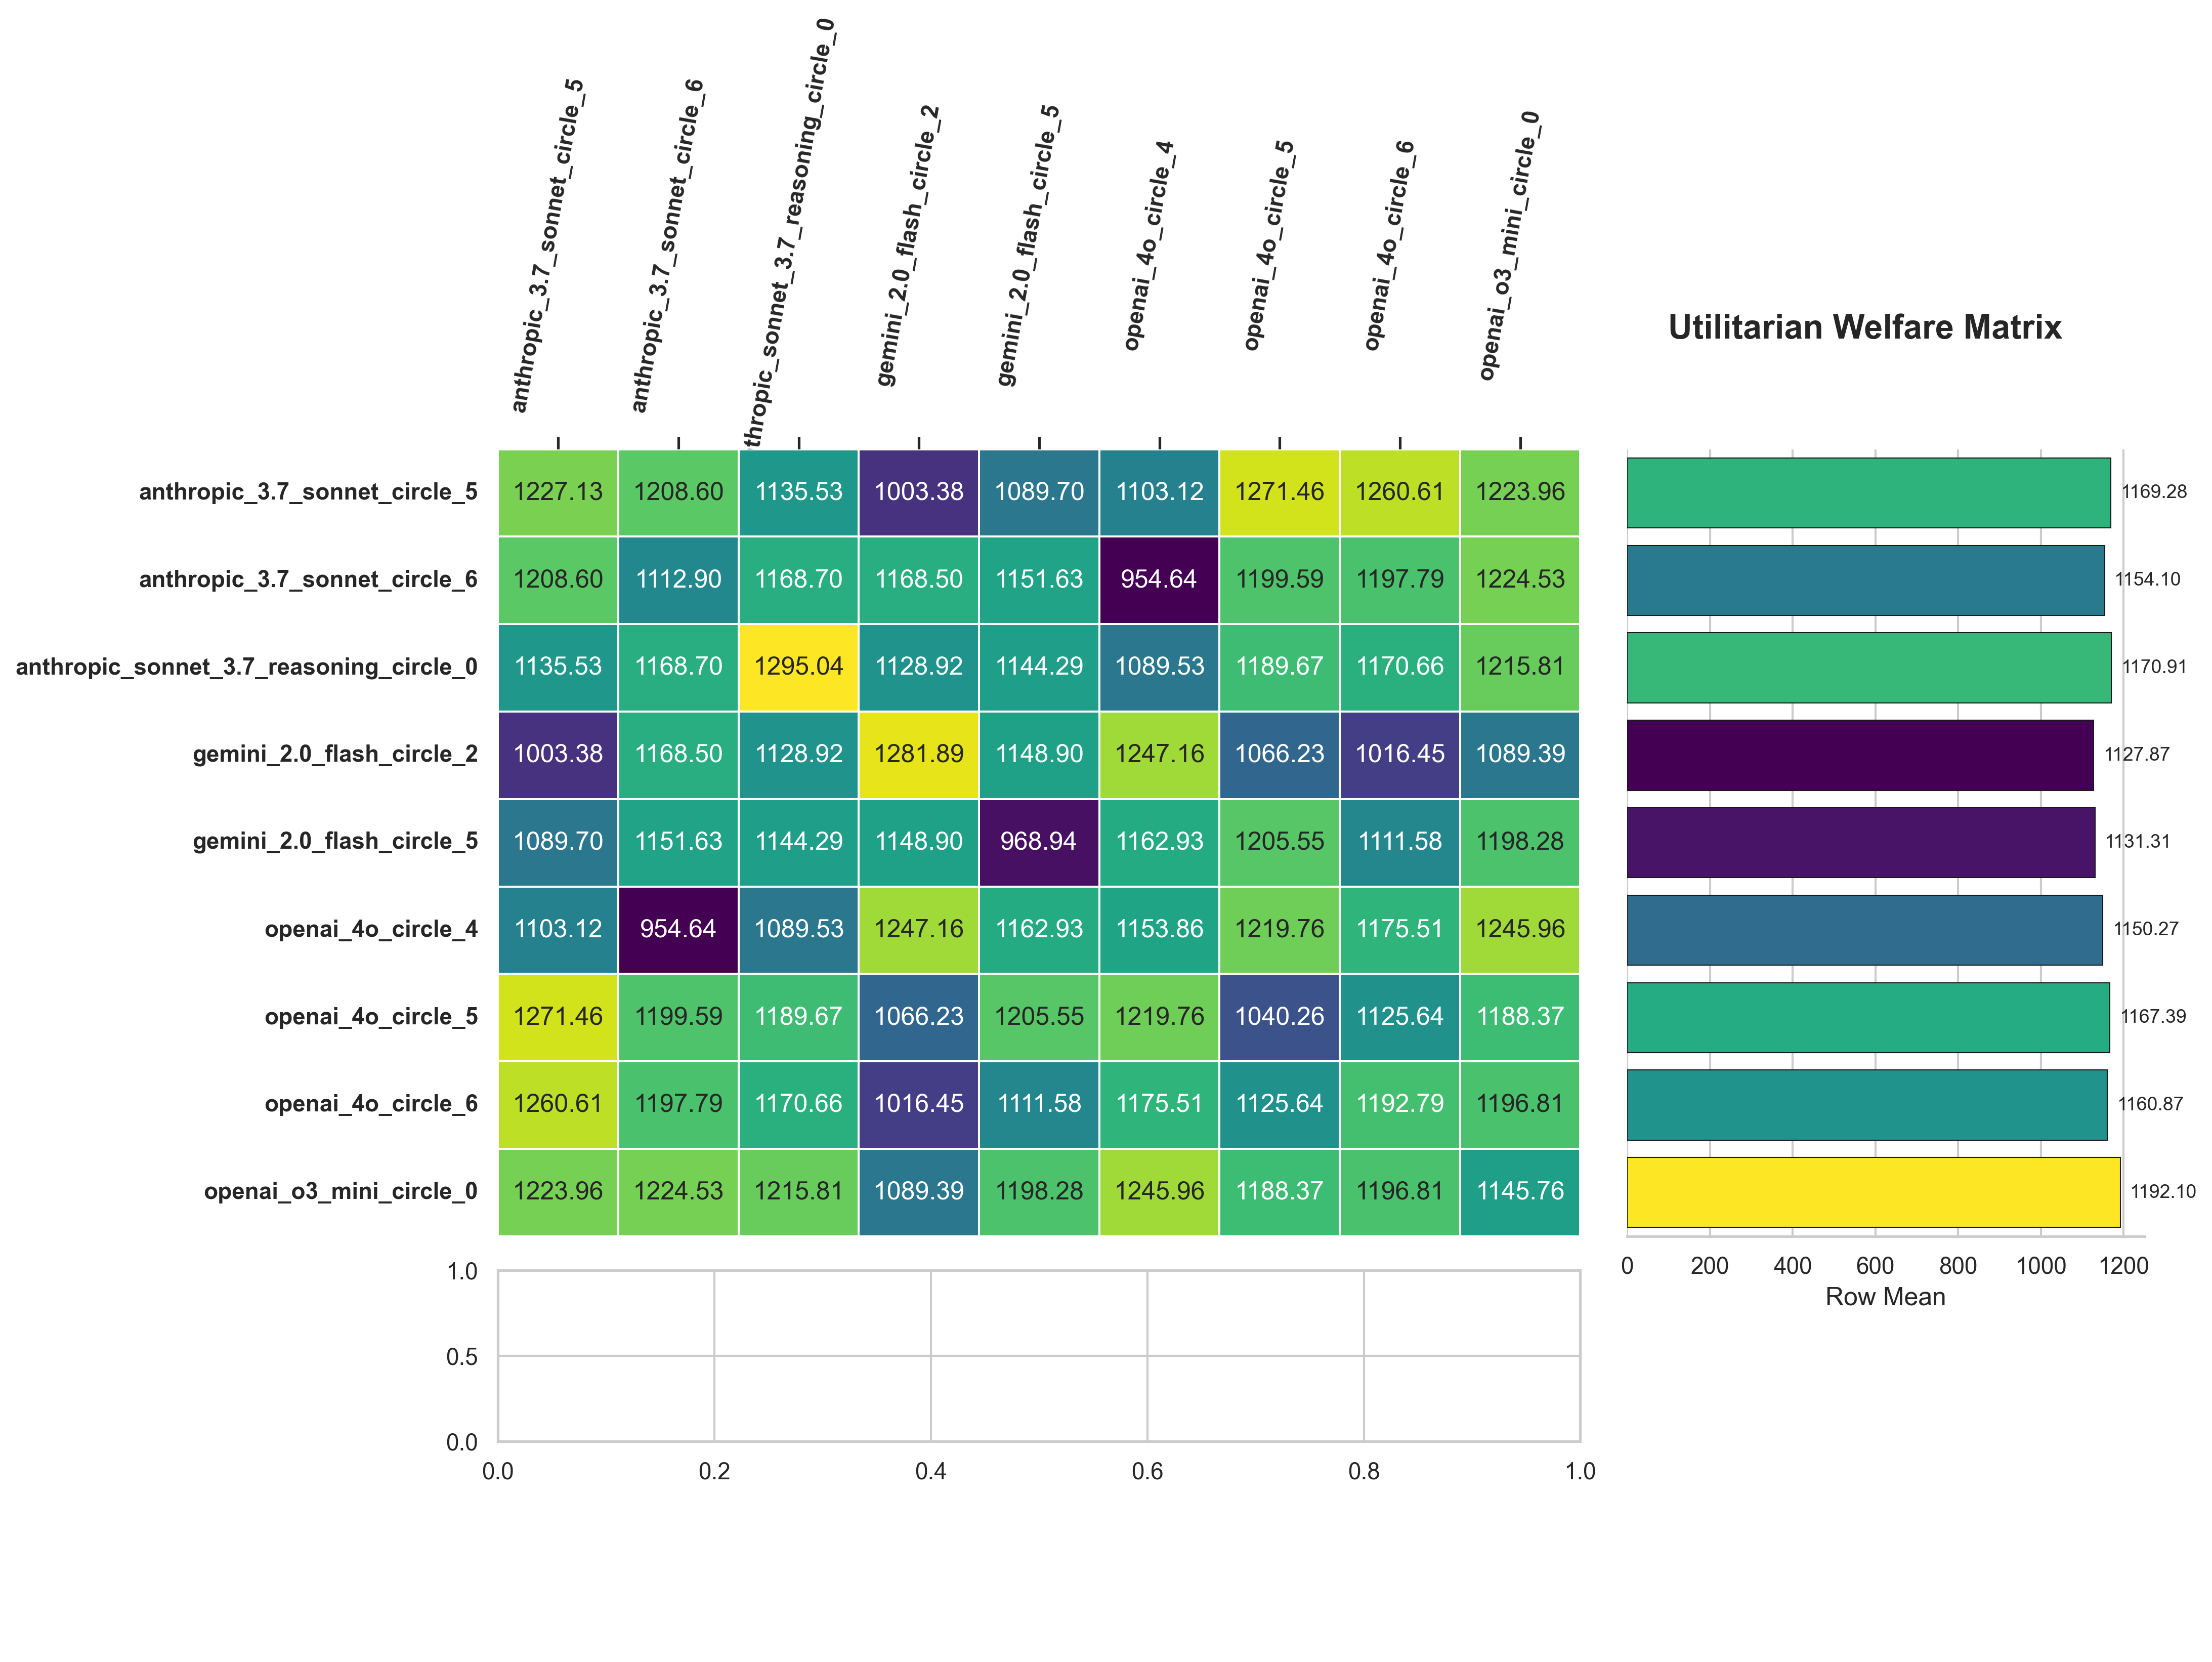 anthropic_3.7_sonnet_circle_5
anthropic_3.7_sonnet_circle_6
thropic_sonnet_3.7_reasoning_circle_0
gemini_2.0_flash_circle_2
gemini_2.0_flash_circle_5
openai_4o_circle_4
openai_4o_circle_5
openai_4o_circle_6
openai_o3_mini_circle_0
Utilitarian Welfare Matrix
anthropic_3.7_sonnet_circle_5 1227.13 1208.60 1135.53 1003.38 1089.70 1103.12 1271.46 1260.61 1223.96 1169.28
anthropic_3.7_sonnet_circle_6 1208.60 1112.90 1168.70 1168.50 1151.63 954.64 1199.59 1197.79 1224.53 1154.10
anthropic_sonnet_3.7_reasoning_circle_0 1135.53 1168.70 1295.04 1128.92 1144.29 1089.53 1189.67 1170.66 1215.81 1170.91
gemini_2.0_flash_circle_2 1003.38 1168.50 1128.92 1281.89 1148.90 1247.16 1066.23 1016.45 1089.39 1127.87
gemini_2.0_flash_circle_5 1089.70 1151.63 1144.29 1148.90 968.94 1162.93 1205.55 1111.58 1198.28 1131.31
openai_4o_circle_4 1103.12 954.64 1089.53 1247.16 1162.93 1153.86 1219.76 1175.51 1245.96 1150.27
openai_4o_circle_5 1271.46 1199.59 1189.67 1066.23 1205.55 1219.76 1040.26 1125.64 1188.37 1167.39
openai_4o_circle_6 1260.61 1197.79 1170.66 1016.45 1111.58 1175.51 1125.64 1192.79 1196.81 1160.87
openai_o3_mini_circle_0 1223.96 1224.53 1215.81 1089.39 1198.28 1245.96 1188.37 1196.81 1145.76 1192.10
0 200 400 600 800 1000 1200
Row Mean
1.0
0.5
0.0
0.0 0.2 0.4 0.6 0.8 1.0